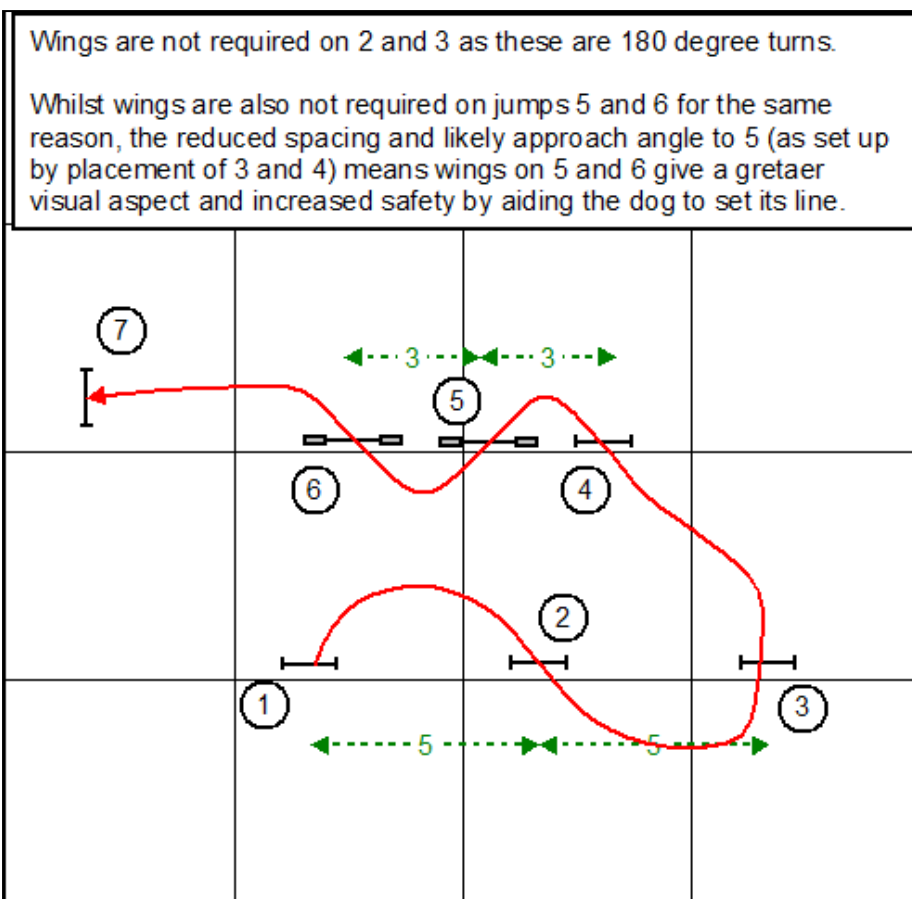 Wings are not required on 2 and 3 as these are 180 degree turns.
Whilst wings are also not required on jumps 5 and 6 for the same
reason, the reduced spacing and likely approach angle to 5 (as set up
by placement of 3 and 4) means wings on 5 and 6 give a gretaer
visual aspect and increased safety by aiding the dog to set its line.
7
3 3
5
6
4
2
1
3
5 5